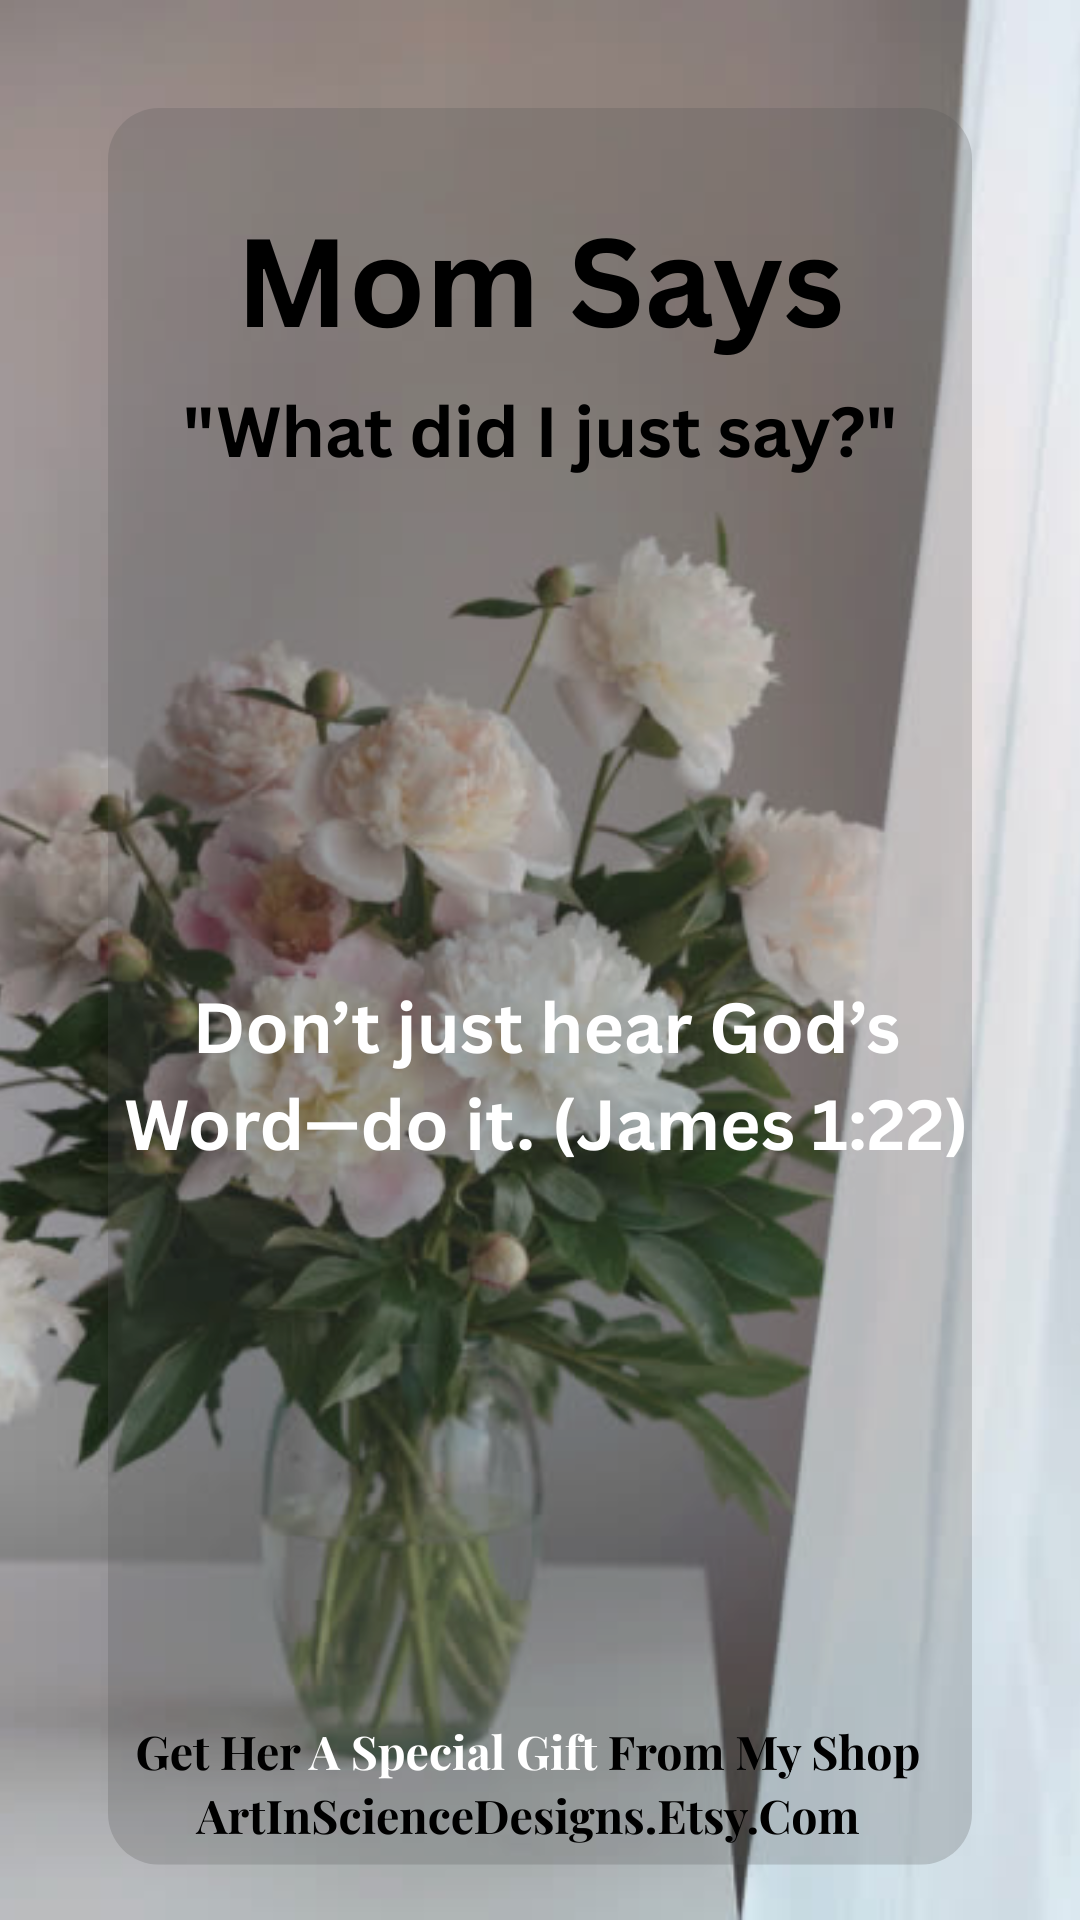 Mom Says
"What did I just say?"
Don’t just hear God’s
Word—do it. (James 1:22)
Get Her A Special Gift From My Shop
ArtInScienceDesigns.Etsy.Com